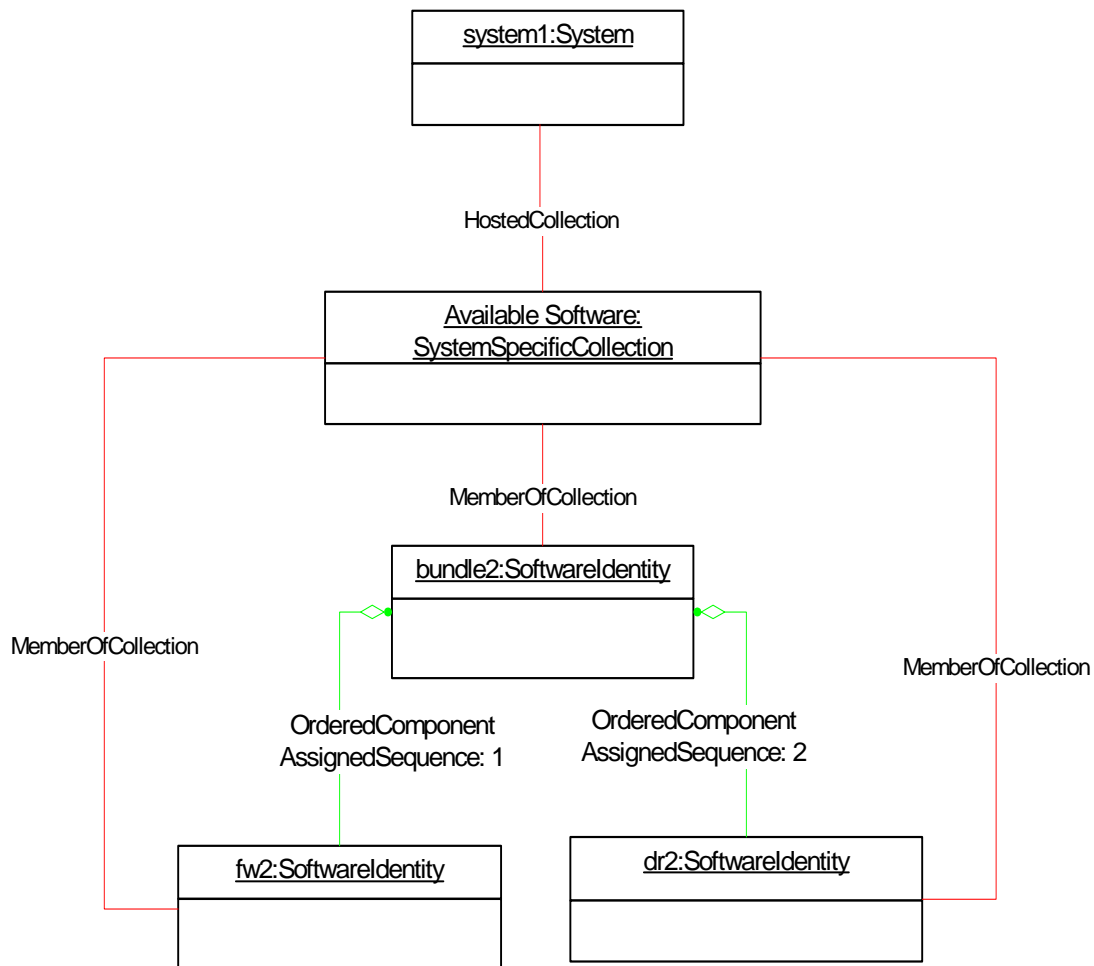 system1:System
HostedCollection
Available Software:
SystemSpecificCollection
MemberOfCollection
bundle2:SoftwareIdentity
MemberOfCollection
MemberOfCollection
OrderedComponent
AssignedSequence: 1
OrderedComponent
AssignedSequence: 2
fw2:SoftwareIdentity
dr2:SoftwareIdentity